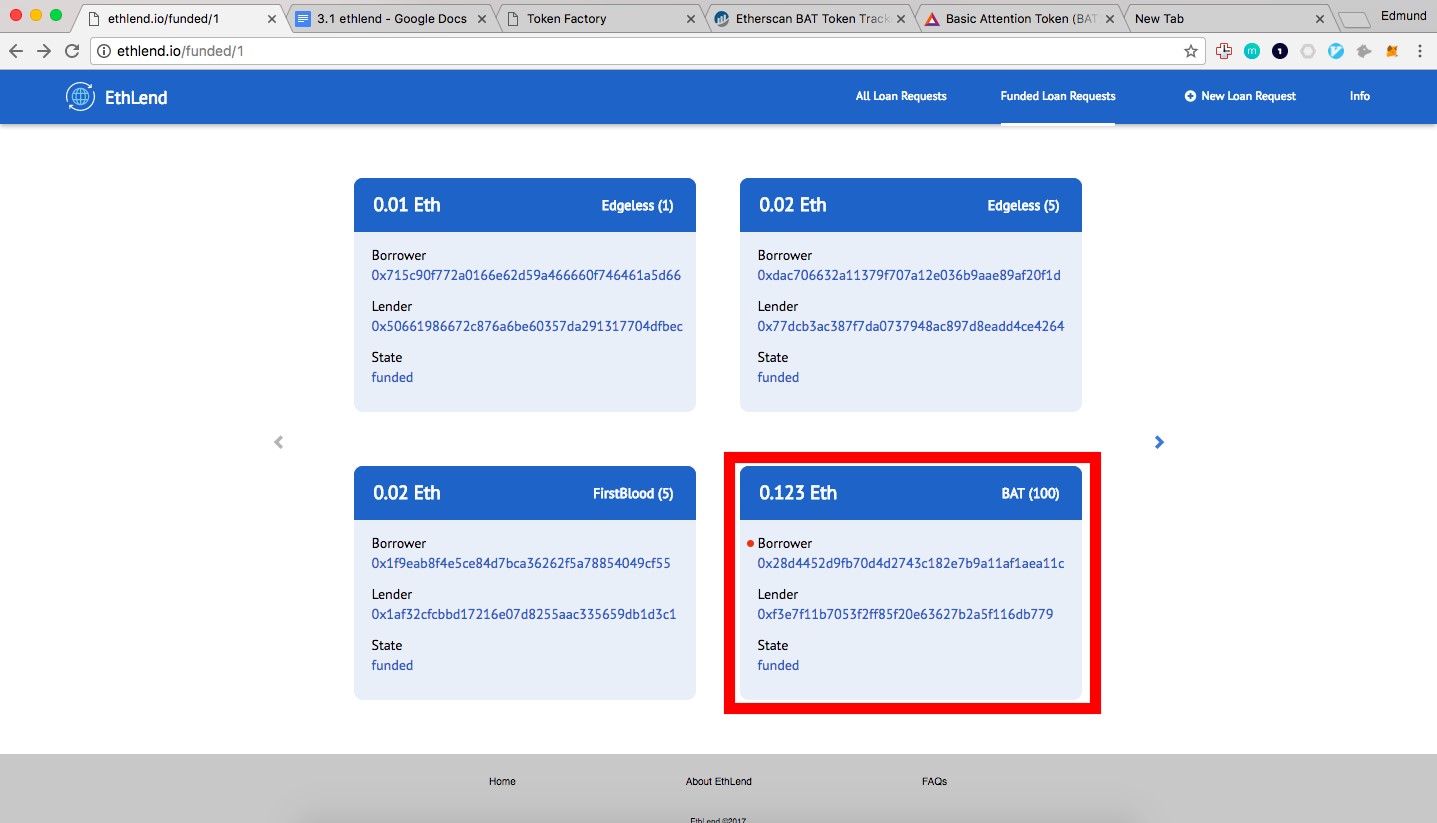 ethlend.io/funded/1
3.1 ethlend - Google Docs
Token Factory
Etherscan BAT Token Track
Basic Attention Token (BAT
New Tab
Edmund
ethlend.io/funded/1
EthLend
All Loan Requests
Funded Loan Requests
New Loan Request
Info
0.01 Eth
Edgeless (1)
Borrower
0x715c90f772a0166e62d59a466660f746461a5d66
Lender
0x50661986672c876a6be60357da291317704dfbec
State
funded
0.02 Eth
Edgeless (5)
Borrower
0xdac706632a11379f707a12e036b9aae89af20f1d
Lender
0x77dcb3ac387f7da0737948ac897d8eadd4ce4264
State
funded
0.02 Eth
FirstBlood (5)
Borrower
0x1f9eab8f4e5ce84d7bca36262f5a78854049cf55
Lender
0x1af32cfcbbd17216e07d8255aac335659db1d3c1
State
funded
0.123 Eth
BAT (100)
Borrower
0x28d4452d9fb70d4d2743c182e7b9a11af1aea11c
Lender
0xf3e7f11b7053f2ff85f20e63627b2a5f116db779
State
funded
Home
About EthLend
FAQs
EthLend ©2017